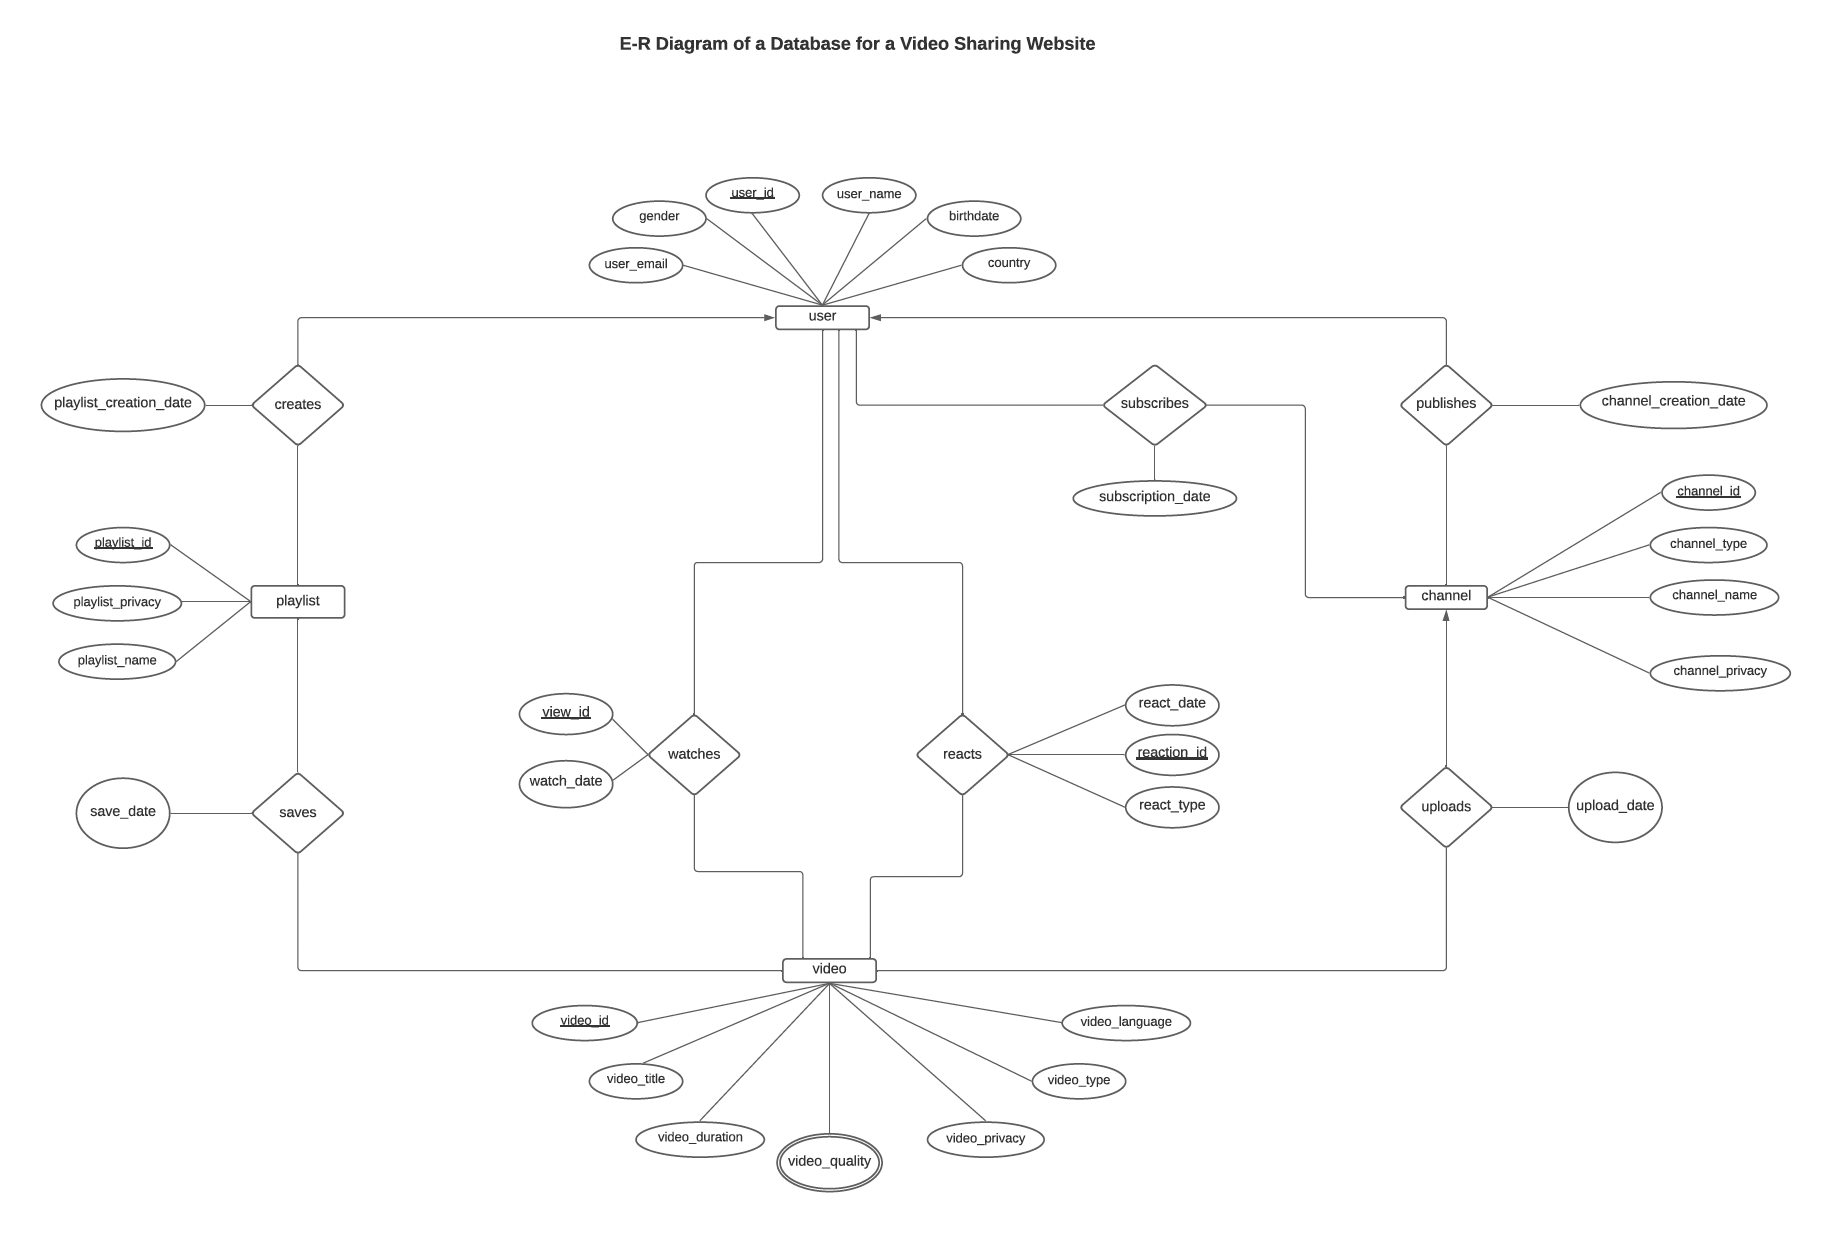 E-R Diagram of a Database for a Video Sharing Website
user_id
user_name
gender
birthdate
user_email
country
user
playlist_creation_date
creates
subscribes
publishes
channel_creation_date
subscription_date
channel_id
playlist_id
channel_type
playlist_privacy
playlist
channel
channel_name
playlist_name
channel_privacy
view_id
react_date
watches
reacts
reaction_id
watch_date
react_type
save_date
saves
uploads
upload_date
video
video_id
video_language
video_title
video_type
video_duration
video_privacy
video_quality